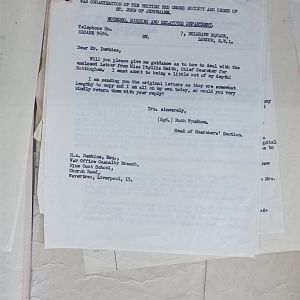 WAR ORGANISATION OF THE BRITISH RED CROSS SOCIETY AND ORDER OF
ST. JOHN OF JERUSALEM.
WOUNDED, MISSING AND RELATIVES DEPARTMENT.
Telephone No.
SLOANE 9696.
7, BELGRAVE SQUARE,
LONDON, S.W.1.
Dear Mr. Dawkins,
Will you please give me guidance as to how to deal with the
enclosed letter from Miss Phyllis Smith, Chief Searcher for
Nottingham. I must admit to being a little out of my depth!
I am sending you the original letters as they are somewhat
lengthy to copy and I am all on my own today, so could you very
kindly return them with your reply?
Yrs. sincerely,
(Sgd.) Ruth Wyndham.
Head of Searchers' Section.
H.A. Dawkins, Esq.,
War Office Casualty Branch,
Blue Coat School,
Church Road,
Wavertree, Liverpool, 15.